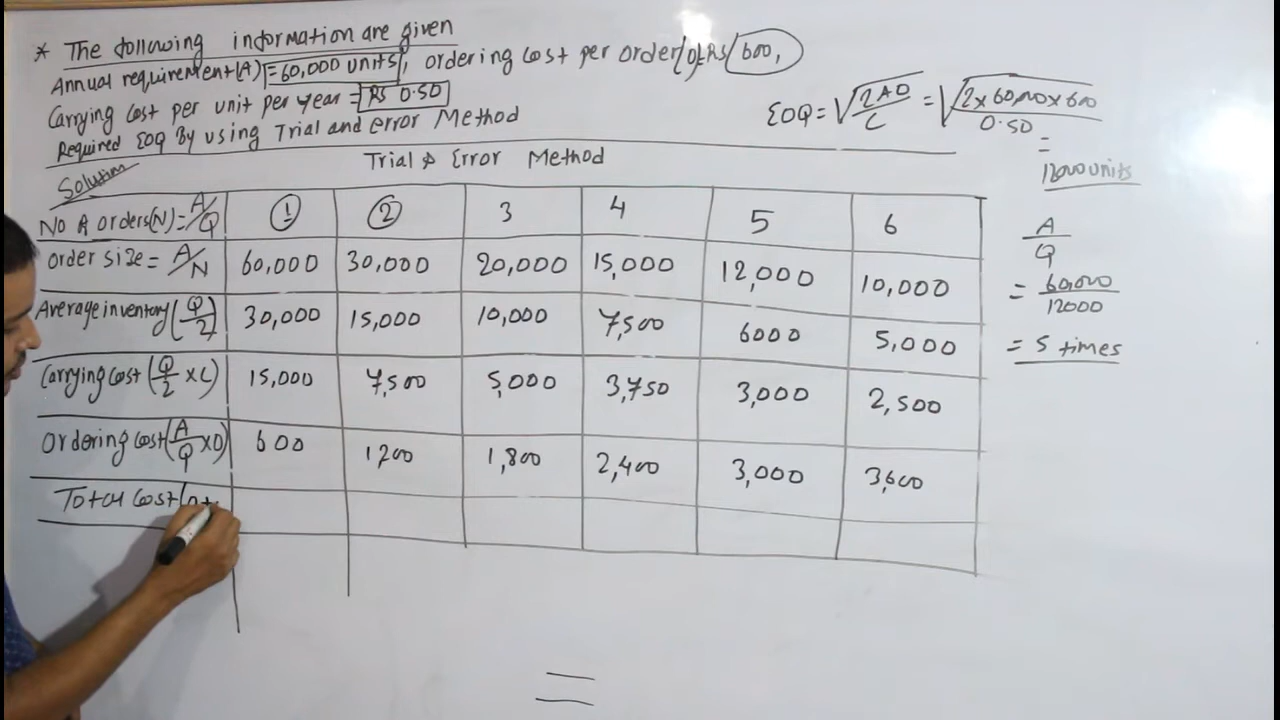 * The following information are given
Annual requirement(A) = 60,000 units, ordering cost per order(O)=RS 600,
Carrying cost per unit per year = RS 0.50
Required EOQ By using Trial and error Method
EOQ = √2AO/C = √2×60,000×600/0.50
=
12000 units
Solution
Trial & Error Method
No of orders(N) = A/Q 1 2 3 4 5 6
order size = A/N 60,000 30,000 20,000 15,000 12,000 10,000
Average inventory (Q/2) 30,000 15,000 10,000 7,500 6000 5,000
Carrying cost (Q/2 ×C) 15,000 7,500 5,000 3,750 3,000 2,500
Ordering cost (A/Q ×O) 600 1200 1,800 2,400 3,000 3,600
Total cost (
A/Q
= 60,000/12000
= 5 times